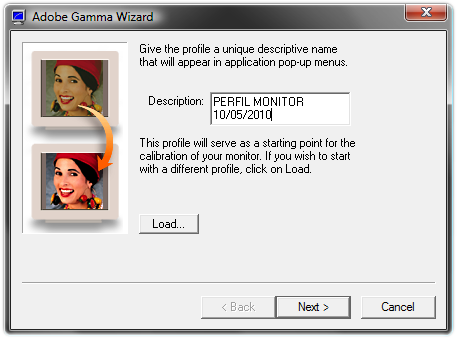 Adobe Gamma Wizard
Give the profile a unique descriptive name
that will appear in application pop-up menus.
Description:
PERFIL MONITOR
10/05/2010
This profile will serve as a starting point for the
calibration of your monitor. If you wish to start
with a different profile, click on Load.
Load...
< Back
Next >
Cancel